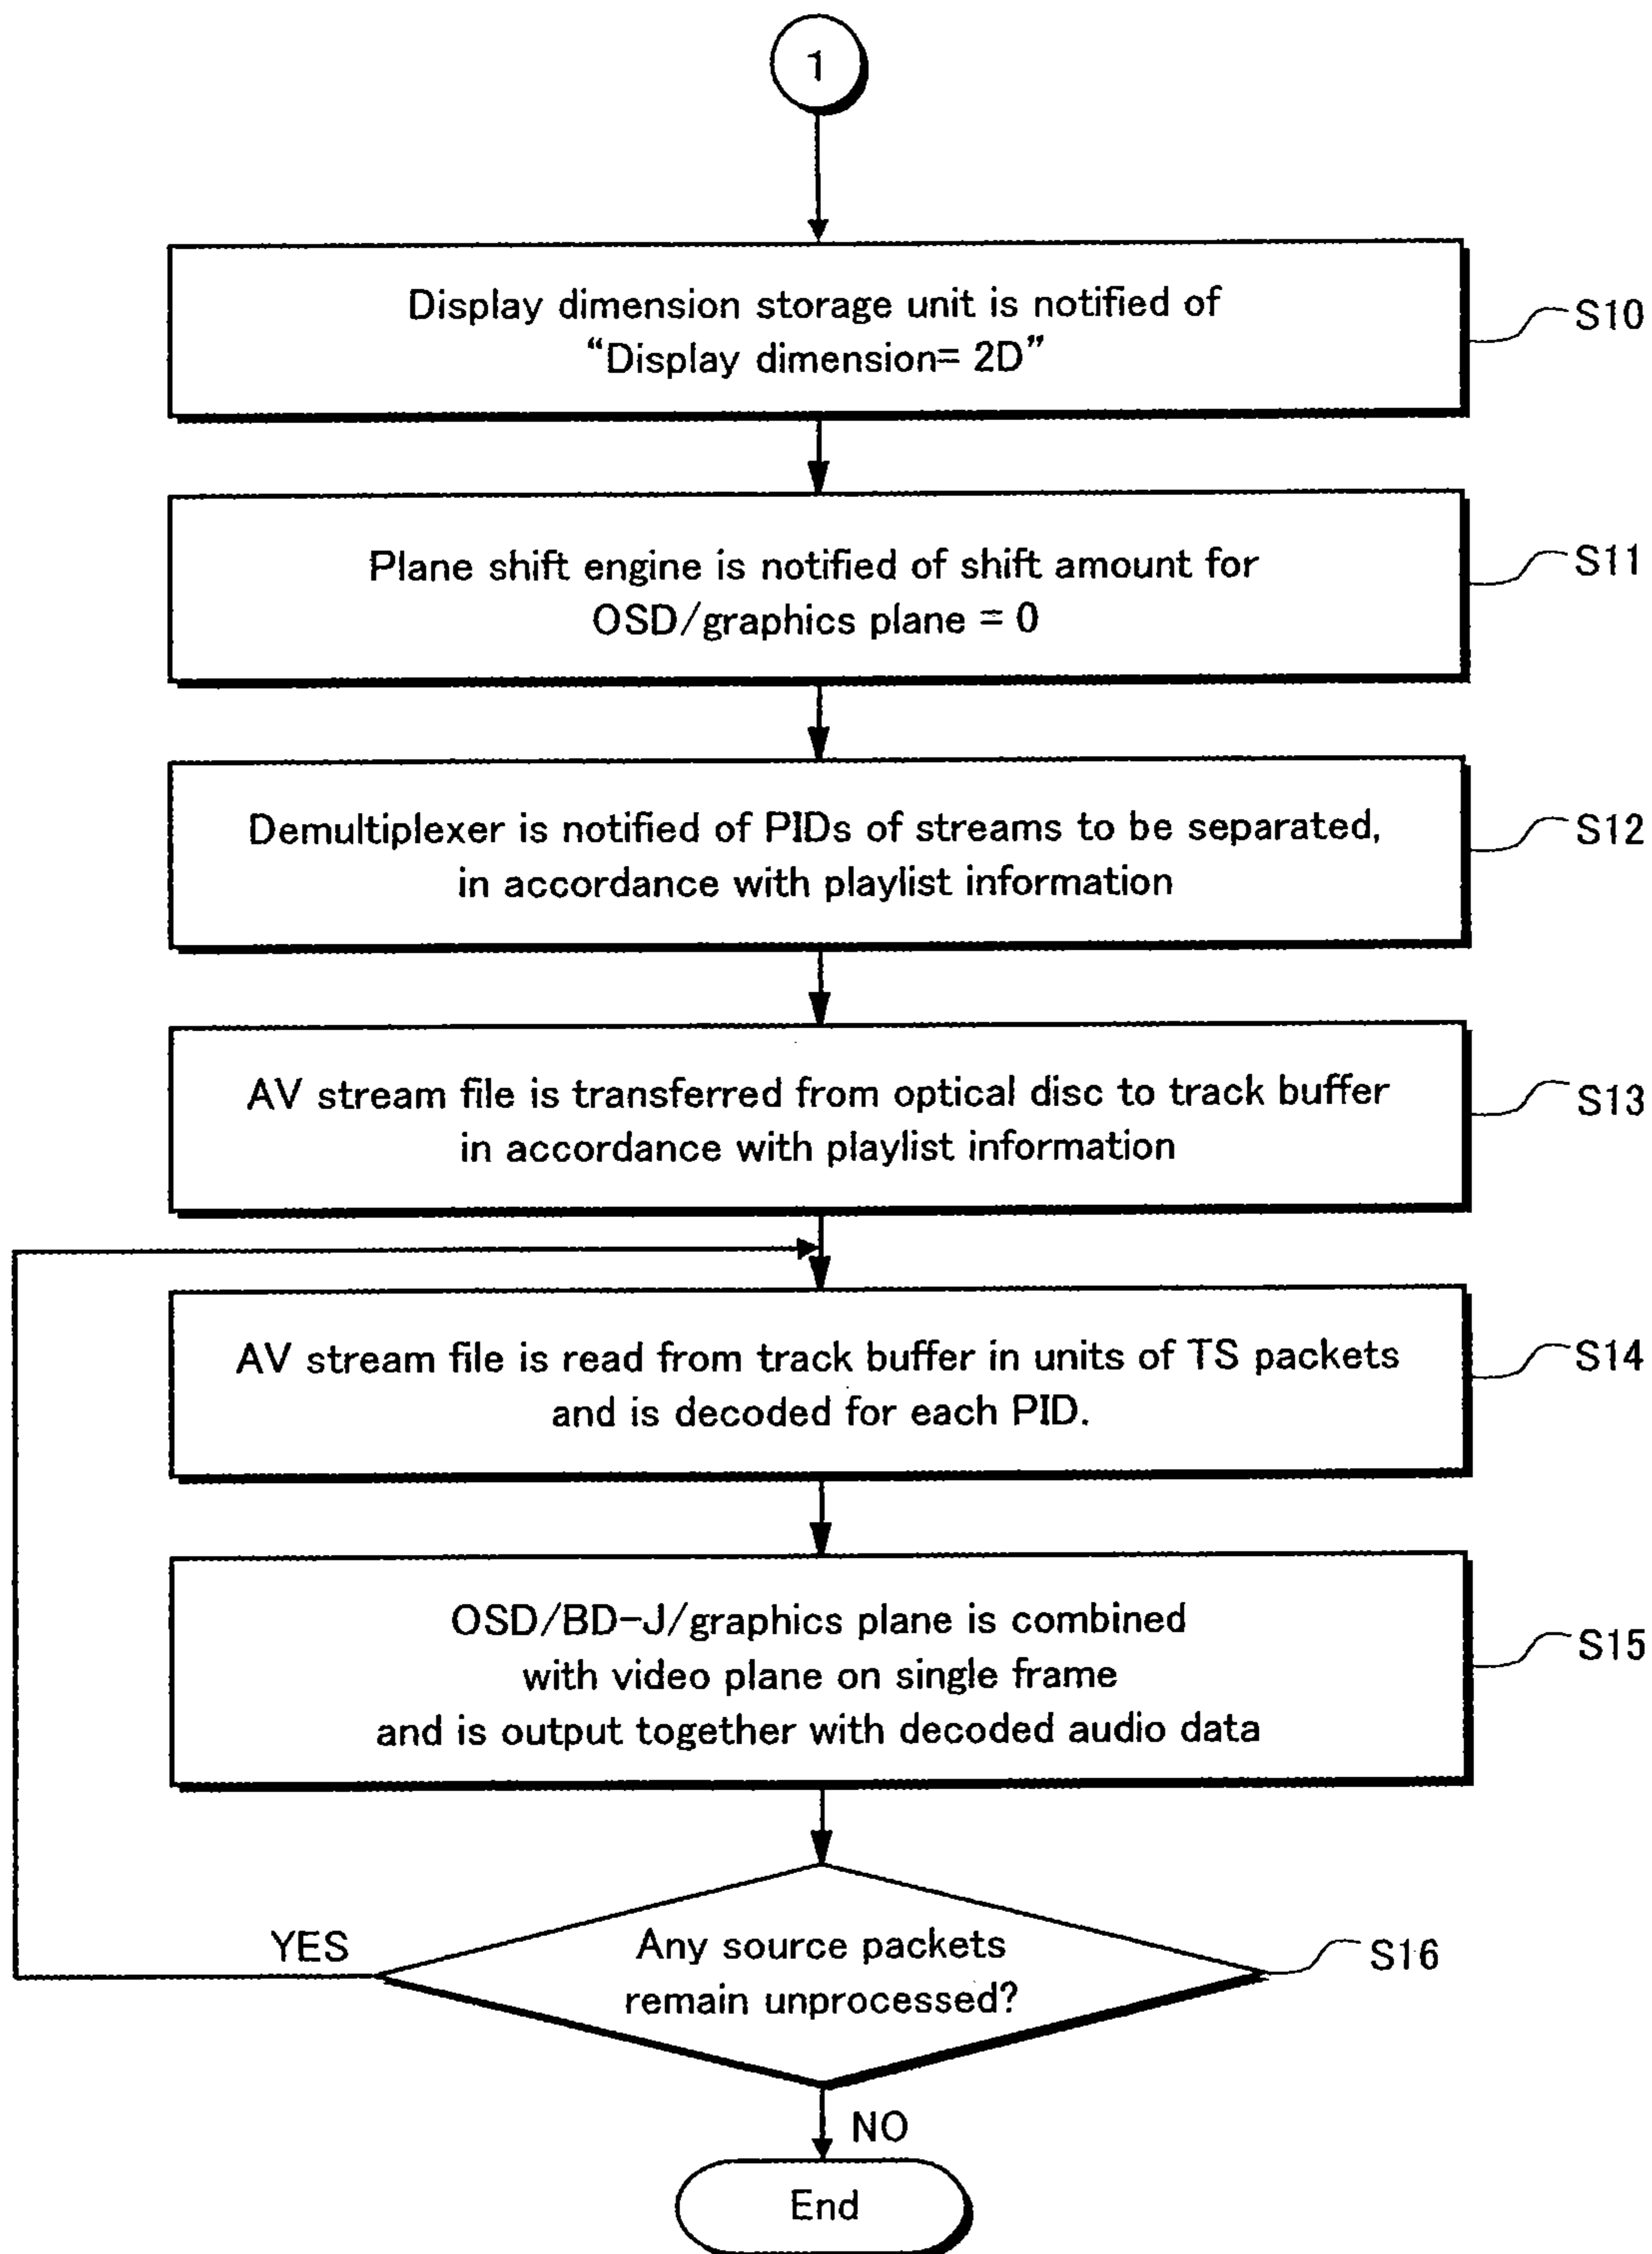 1
Display dimension storage unit is notified of
“Display dimension= 2D”
S10
Plane shift engine is notified of shift amount for
OSD/graphics plane = 0
S11
Demultiplexer is notified of PIDs of streams to be separated,
in accordance with playlist information
S12
AV stream file is transferred from optical disc to track buffer
in accordance with playlist information
S13
AV stream file is read from track buffer in units of TS packets
and is decoded for each PID.
S14
OSD/BD-J/graphics plane is combined
with video plane on single frame
and is output together with decoded audio data
S15
YES
Any source packets
remain unprocessed?
S16
NO
End